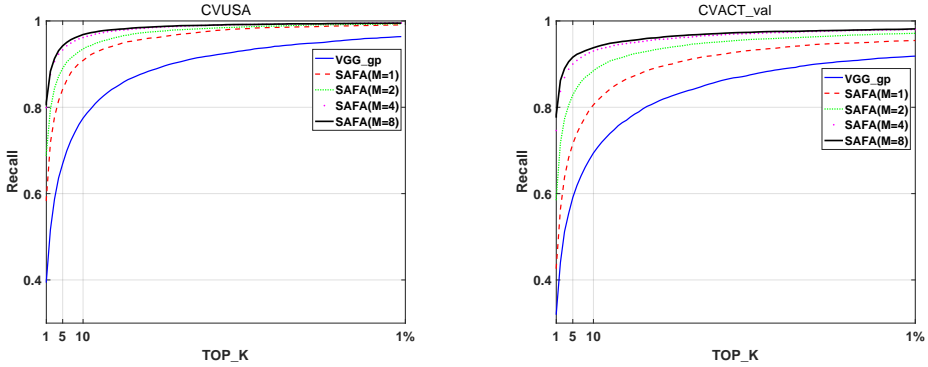 CVUSA
1
0.8
0.6
0.4
Recall
VGG_gp
SAFA(M=1)
SAFA(M=2)
SAFA(M=4)
SAFA(M=8)
1 5 10 1%
TOP_K
CVACT_val
1
0.8
0.6
0.4
Recall
VGG_gp
SAFA(M=1)
SAFA(M=2)
SAFA(M=4)
SAFA(M=8)
1 5 10 1%
TOP_K